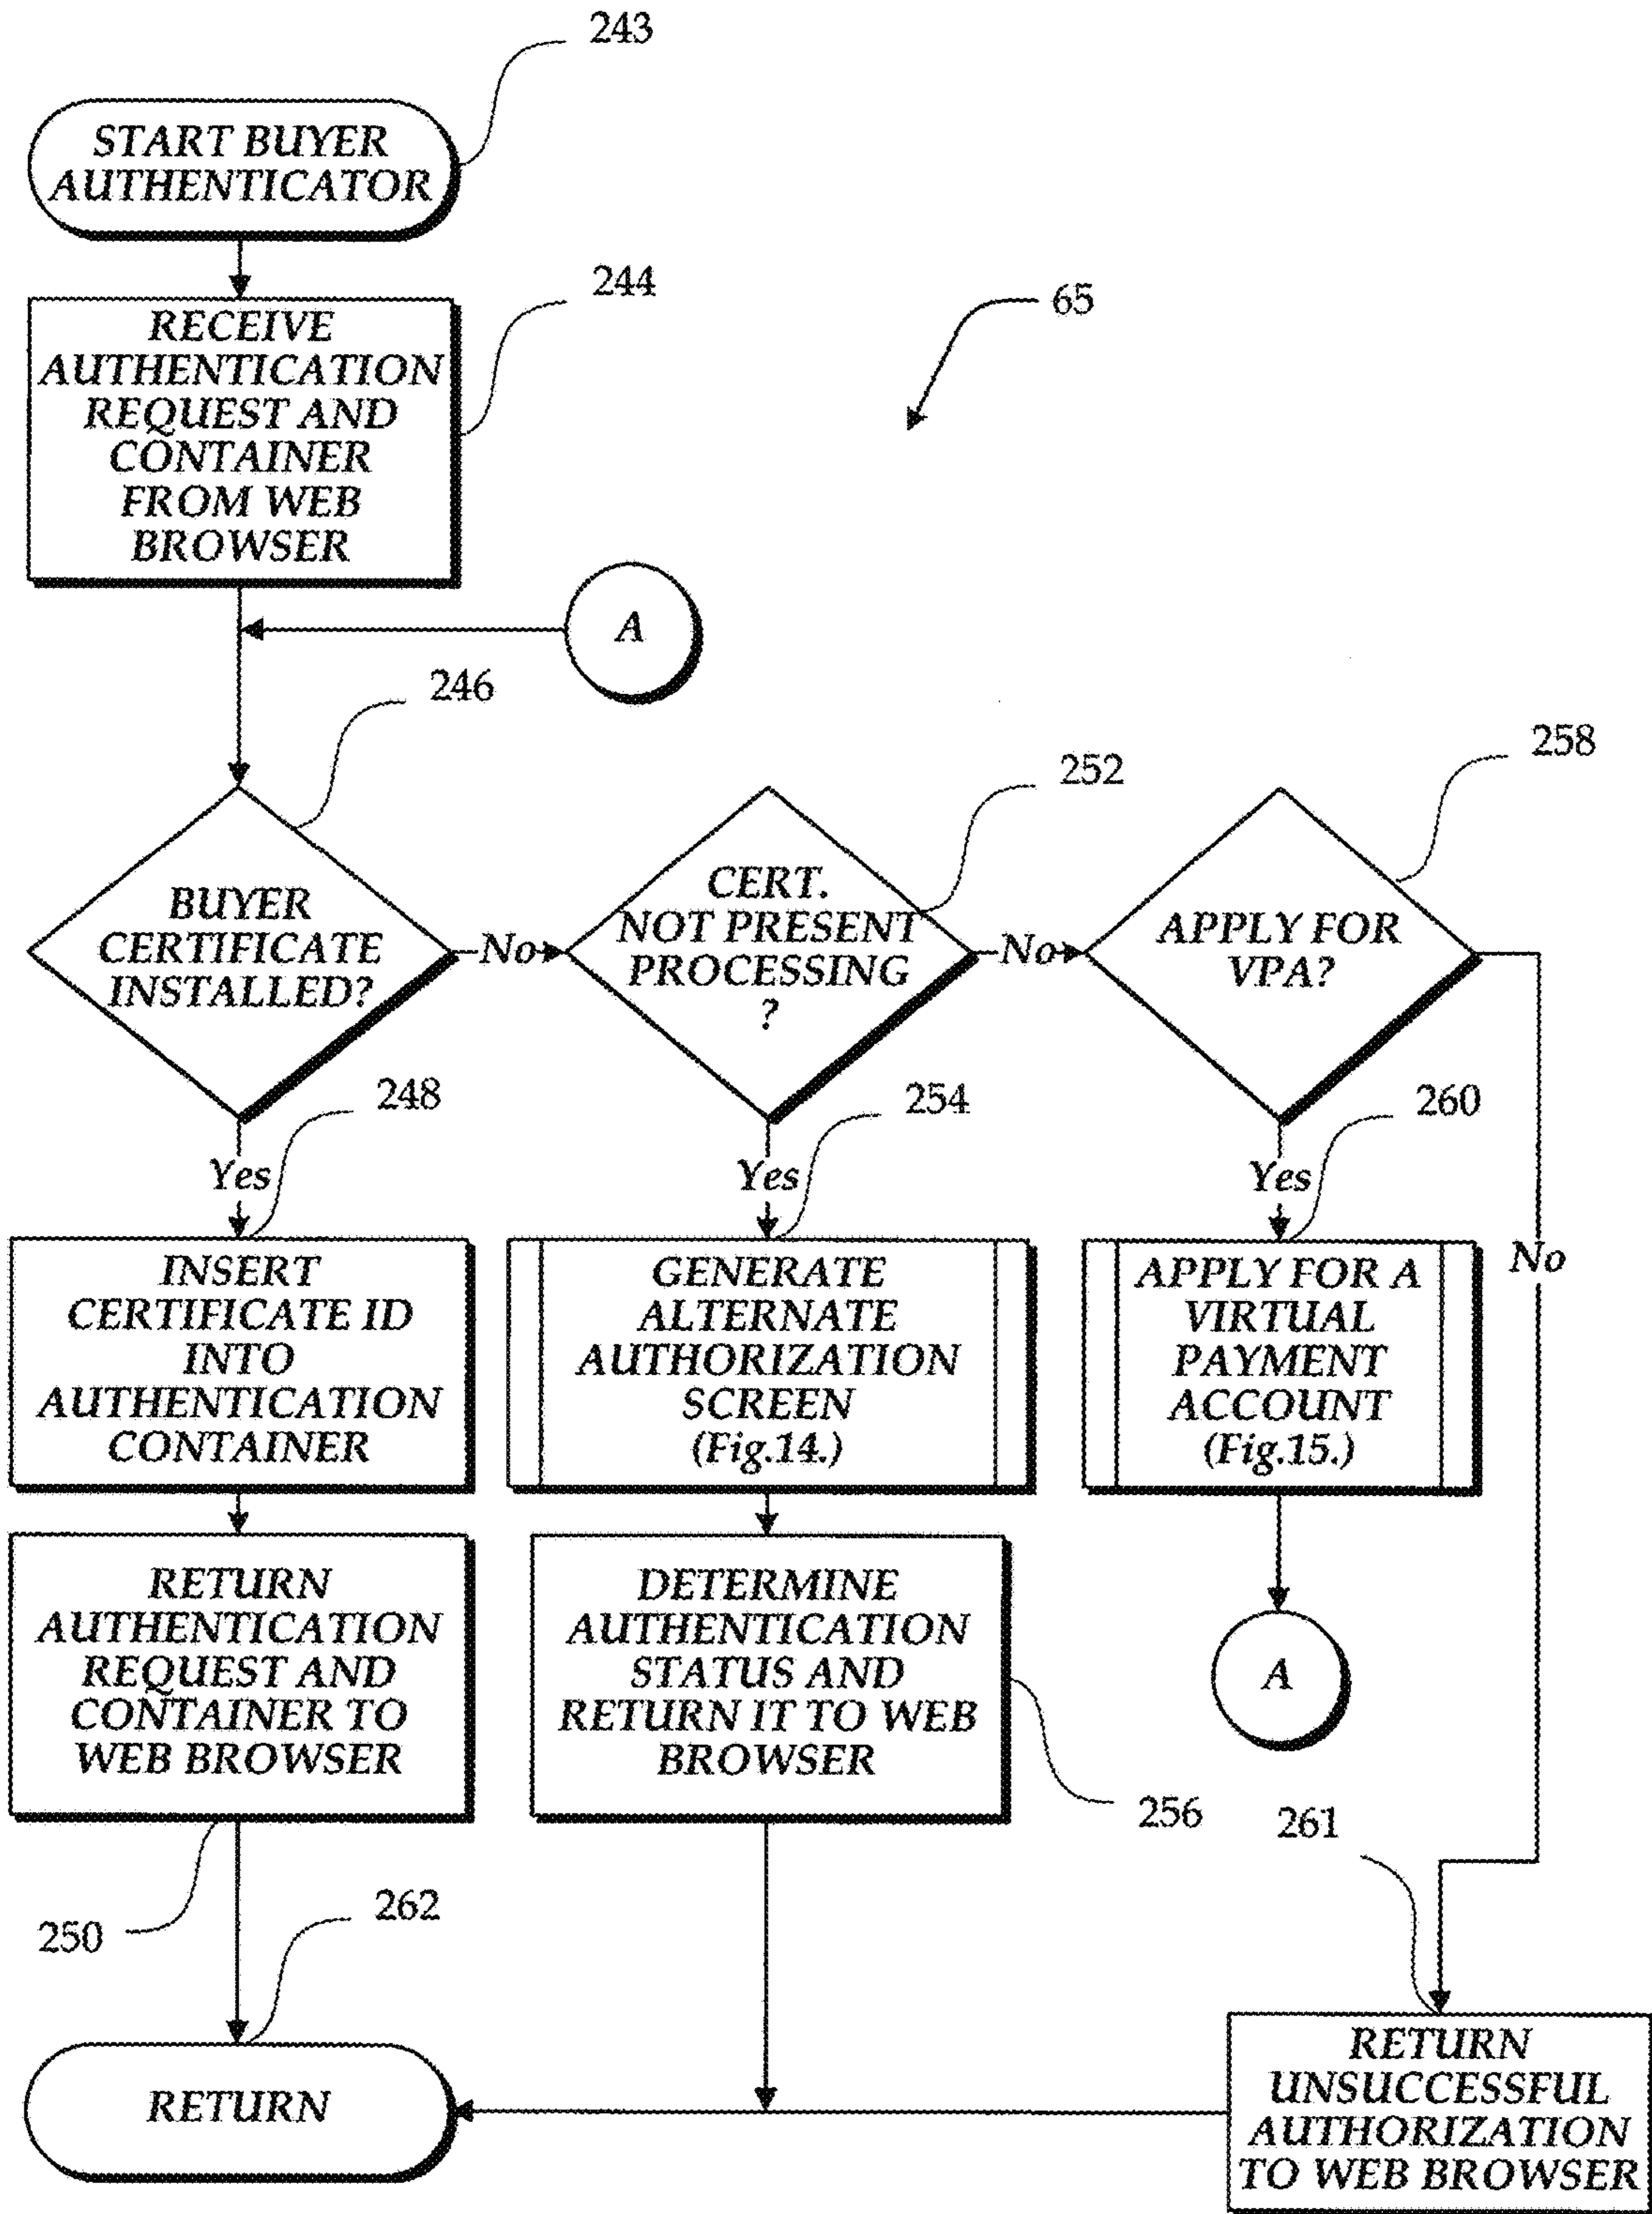 243
START BUYER
AUTHENTICATOR
244
RECEIVE
AUTHENTICATION
REQUEST AND
CONTAINER
FROM WEB
BROWSER
65
A
246
BUYER
CERTIFICATE
INSTALLED?
No
252
CERT.
NOT PRESENT
PROCESSING
?
No
258
APPLY FOR
VPA?
No
248
Yes
254
Yes
260
Yes
INSERT
CERTIFICATE ID
INTO
AUTHENTICATION
CONTAINER
GENERATE
ALTERNATE
AUTHORIZATION
SCREEN
(Fig.14.)
APPLY FOR A
VIRTUAL
PAYMENT
ACCOUNT
(Fig.15.)
RETURN
AUTHENTICATION
REQUEST AND
CONTAINER TO
WEB BROWSER
DETERMINE
AUTHENTICATION
STATUS AND
RETURN IT TO WEB
BROWSER
A
256
261
250
262
RETURN
RETURN
UNSUCCESSFUL
AUTHORIZATION
TO WEB BROWSER